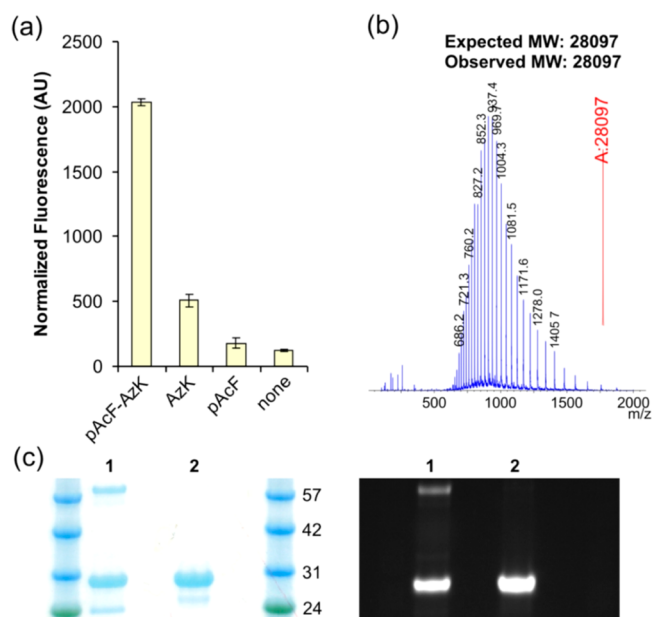 (a)
2500
2000
1500
1000
500
0
Normalized Fluorescence (AU)
pAcF-AzK
AzK
pAcF
none
(b)
Expected MW: 28097
Observed MW: 28097
686.2
721.3
760.2
827.2
852.3
937.4
969.1
1004.3
1081.5
1171.6
1278.0
1405.7
A:28097
500
1000
1500
2000
m/z
(c)
1
2
57
42
31
24
1
2